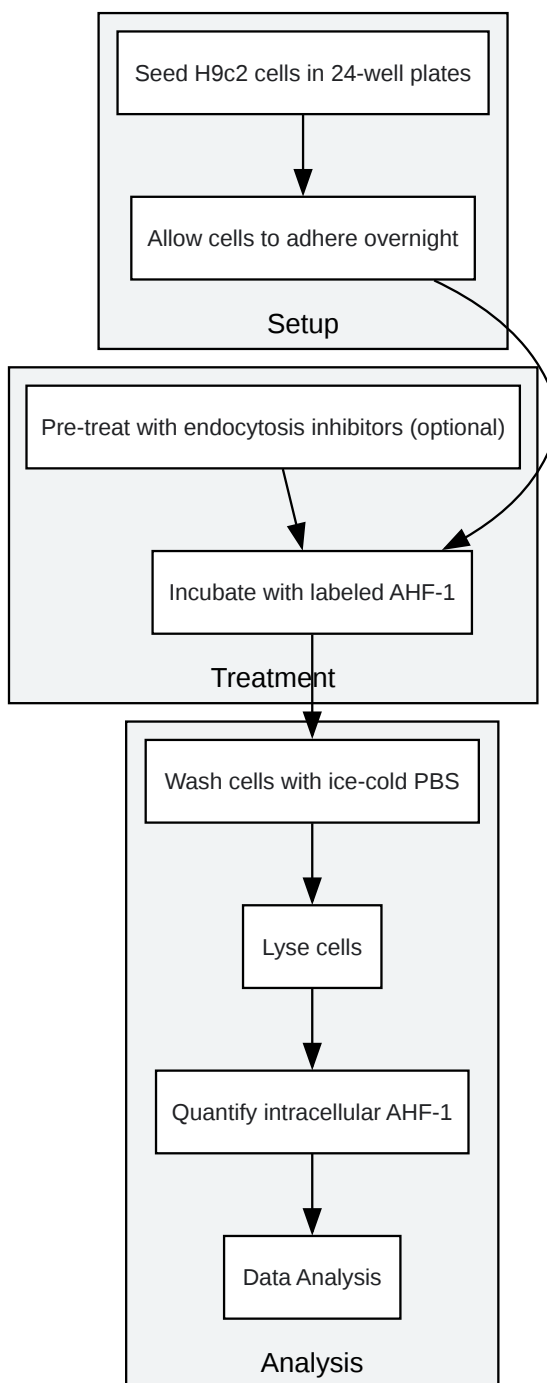 Seed H9c2 cells in 24-well plates
Allow cells to adhere overnight
Setup
Pre-treat with endocytosis inhibitors (optional)
Incubate with labeled AHF-1
Treatment
Wash cells with ice-cold PBS
Lyse cells
Quantify intracellular AHF-1
Data Analysis
Analysis